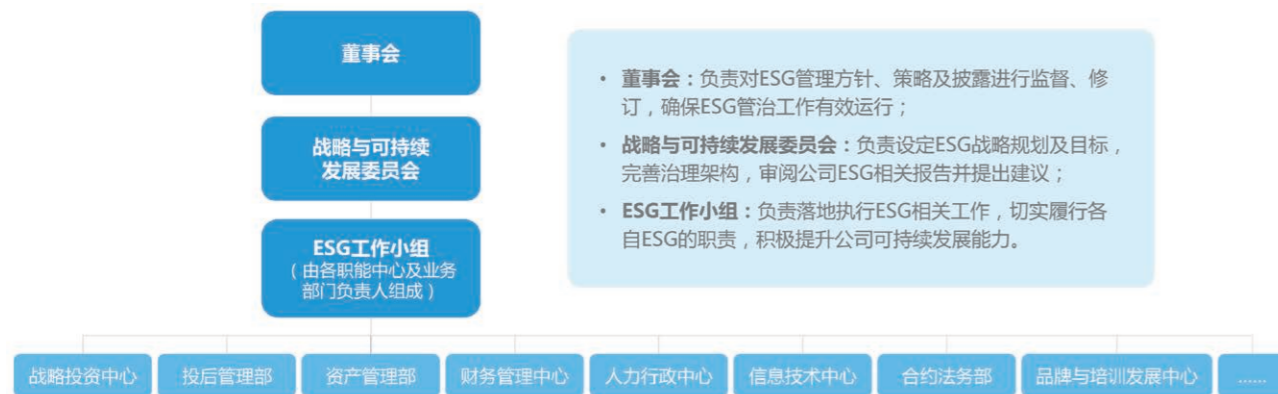 董事会
战略与可持续
发展委员会
ESG工作小组
（由各职能中心及业务
部门负责人组成）
• 董事会：负责对ESG管理方针、策略及披露进行监督、修
订，确保ESG管治工作有效运行；
• 战略与可持续发展委员会：负责设定ESG战略规划及目标，
完善治理架构，审阅公司ESG相关报告并提出建议；
• ESG工作小组：负责落地执行ESG相关工作，切实履行各
自ESG的职责，积极提升公司可持续发展能力。
战略投资中心
投后管理部
资产管理部
财务管理中心
人力行政中心
信息技术中心
合约法务部
品牌与培训发展中心
......